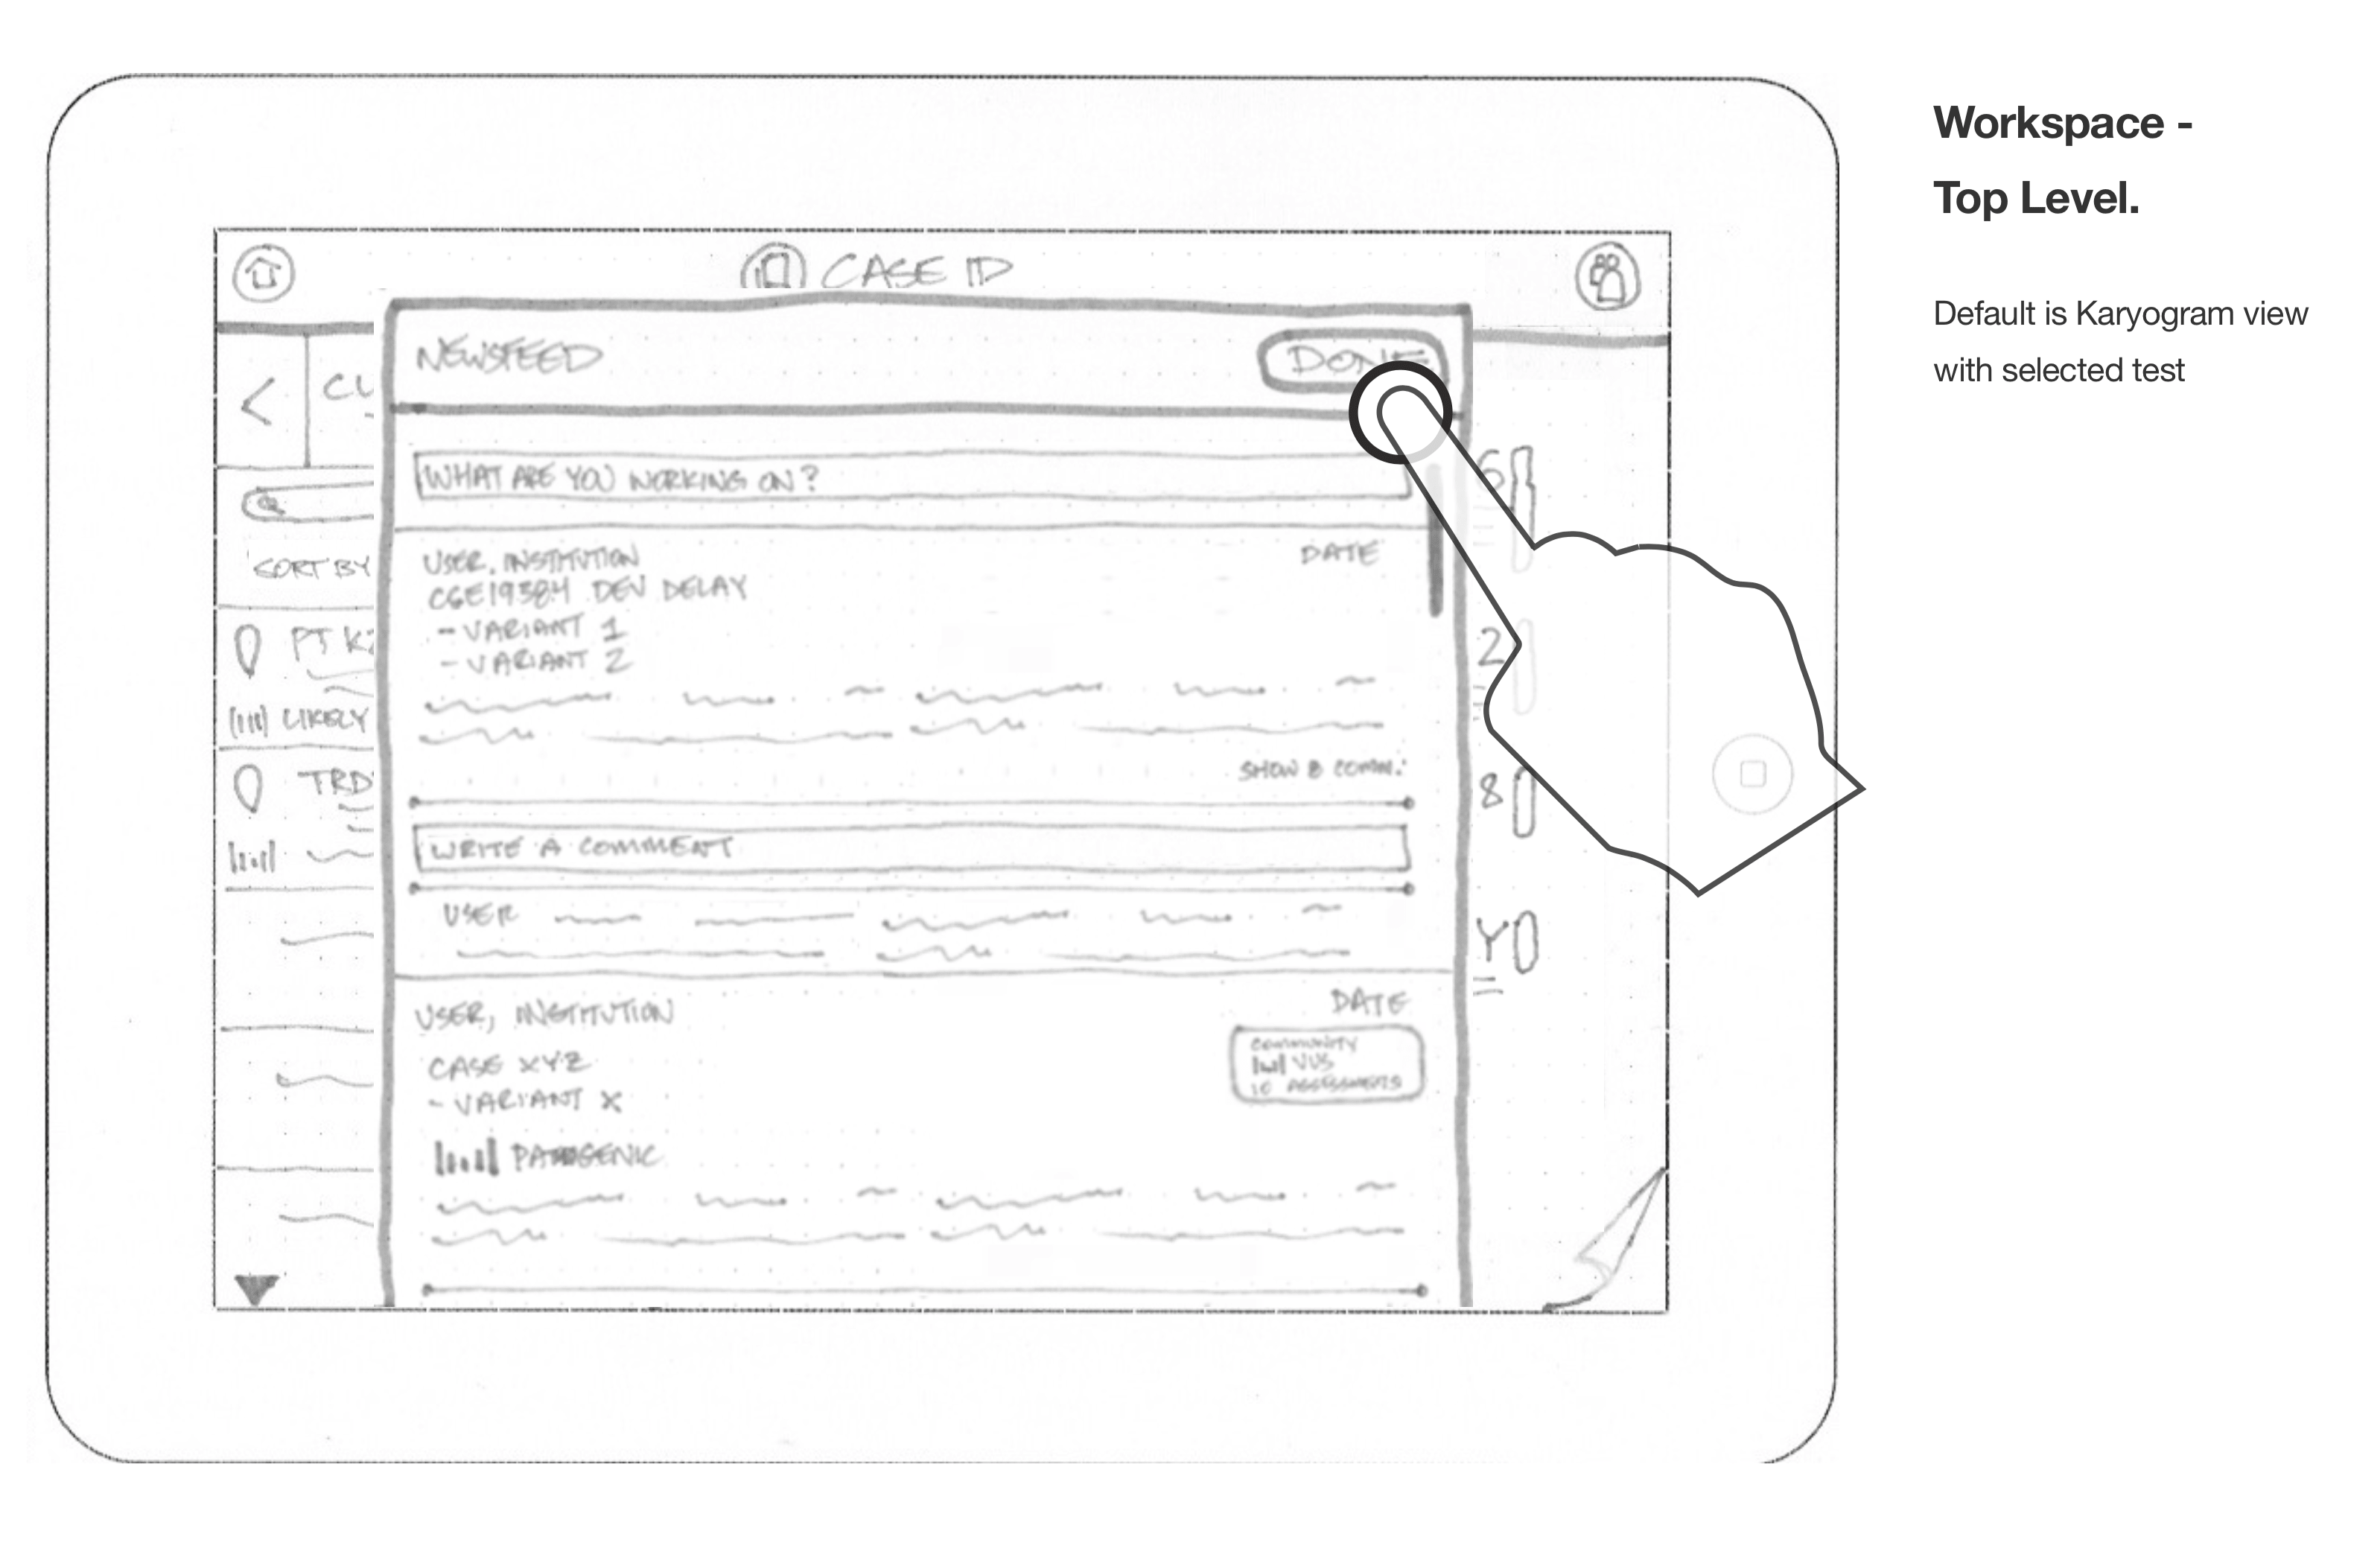 Workspace -
Top Level.
Default is Karyogram view
with selected test
CASE ID
NEWSFEED
DONE
<
CL
WHAT ARE YOU WORKING ON?
SORT BY
USER, INSTITUTION
DATE
CGE19384 DEV DELAY
- VARIANT 1
- VARIANT 2
PT K
LIKELY
TRD
SHOW 8 COMM.
WRITE A COMMENT
USER
6
2
8
Y
USER, INSTITUTION
DATE
CASE XYZ
- VARIANT X
COMMUNITY
VUS
10 ASSESSMENTS